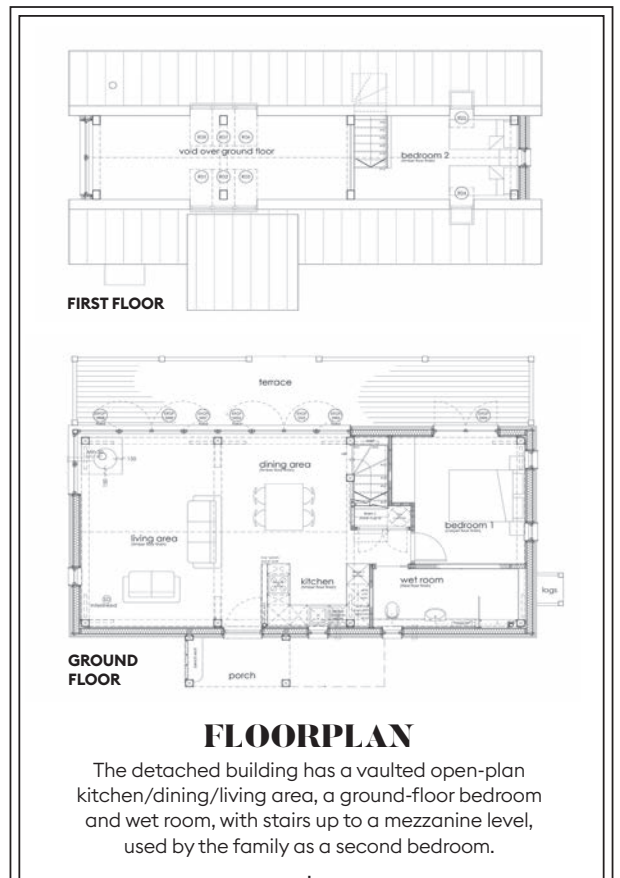 void over ground floor
bedroom 2
FIRST FLOOR
terrace
dining area
living area
bedroom 1
kitchen
wet room
logs
GROUND
FLOOR
porch
FLOORPLAN
The detached building has a vaulted open-plan
kitchen/dining/living area, a ground-floor bedroom
and wet room, with stairs up to a mezzanine level,
used by the family as a second bedroom.